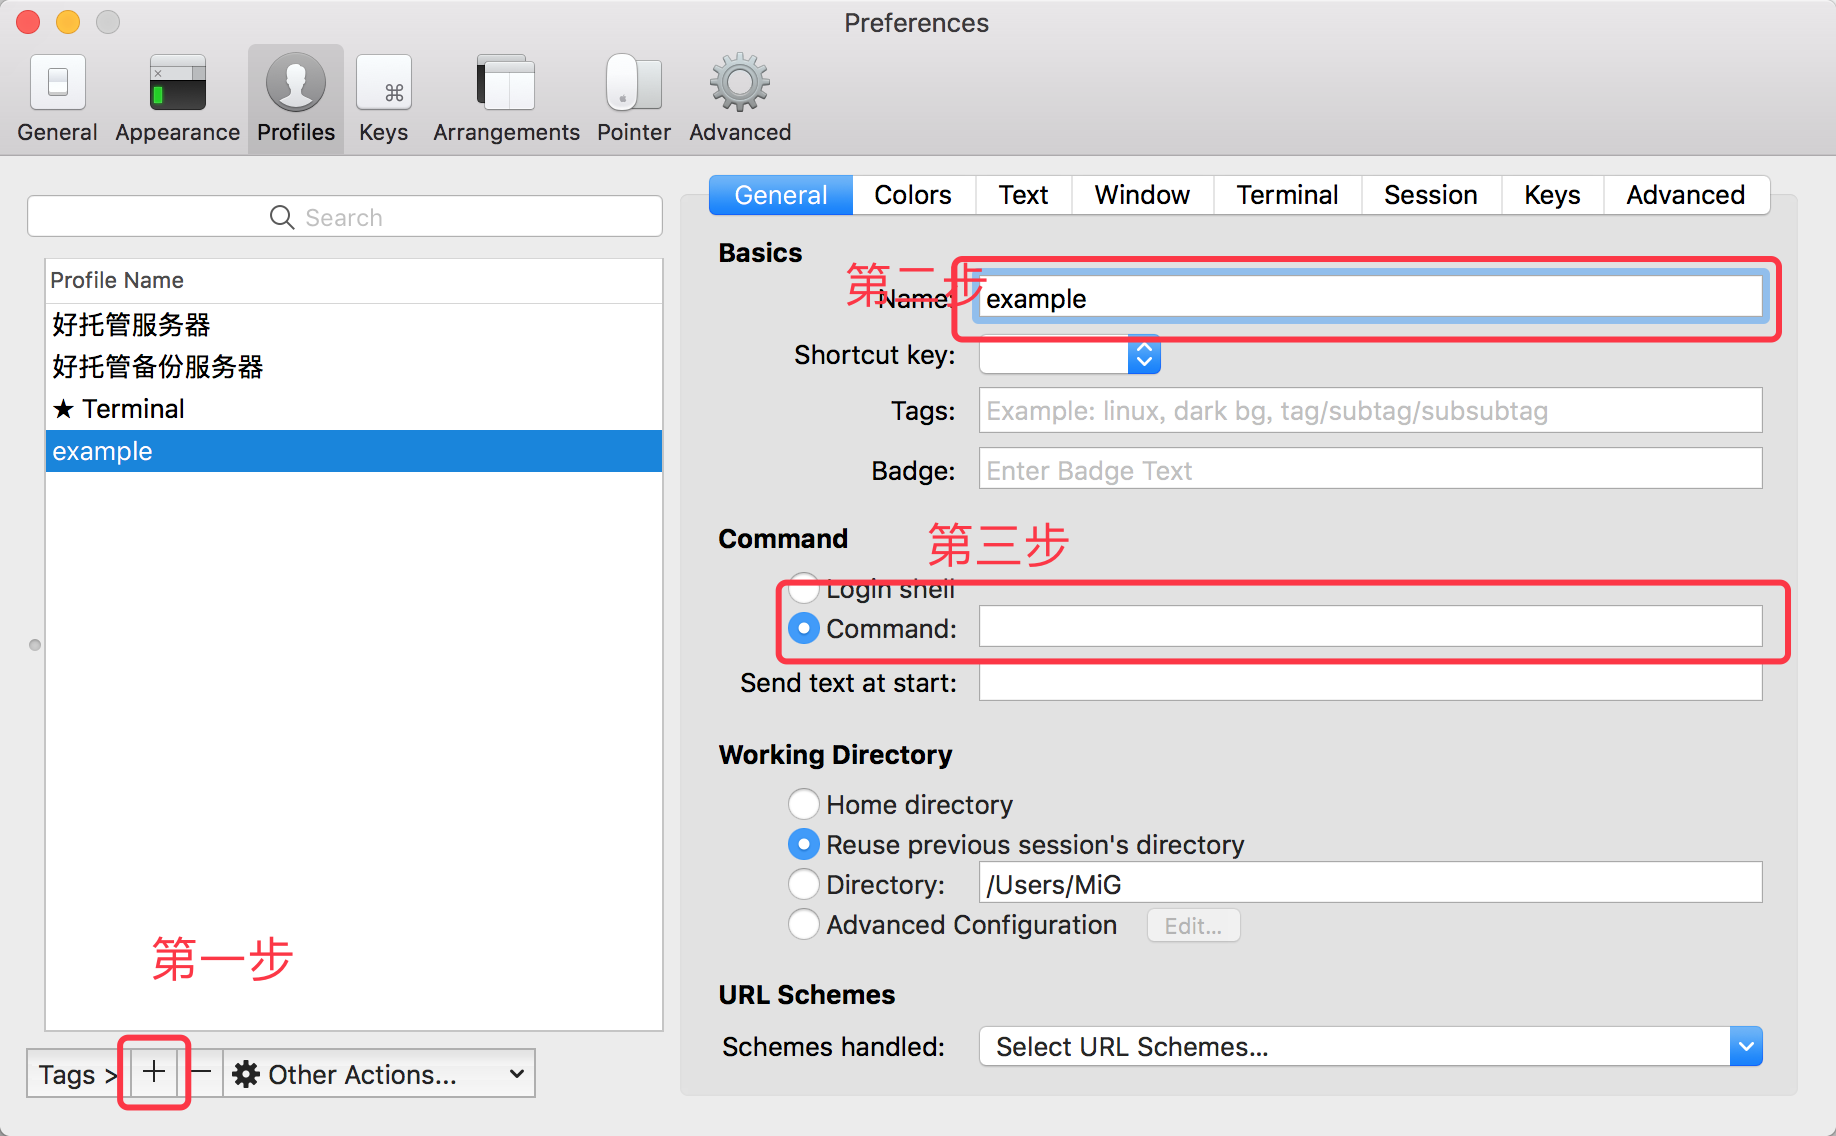 Preferences
General Appearance Profiles Keys Arrangements Pointer Advanced
Search
Profile Name
好托管服务器
好托管备份服务器
★ Terminal
example
第一步
Tags > + — Other Actions...
General Colors Text Window Terminal Session Keys Advanced
Basics
第二步
Name: example
Shortcut key:
Tags: Example: linux, dark bg, tag/subtag/subsubtag
Badge: Enter Badge Text
Command
第三步
Login shell
Command:
Send text at start:
Working Directory
Home directory
Reuse previous session's directory
Directory: /Users/MiG
Advanced Configuration Edit...
URL Schemes
Schemes handled: Select URL Schemes...